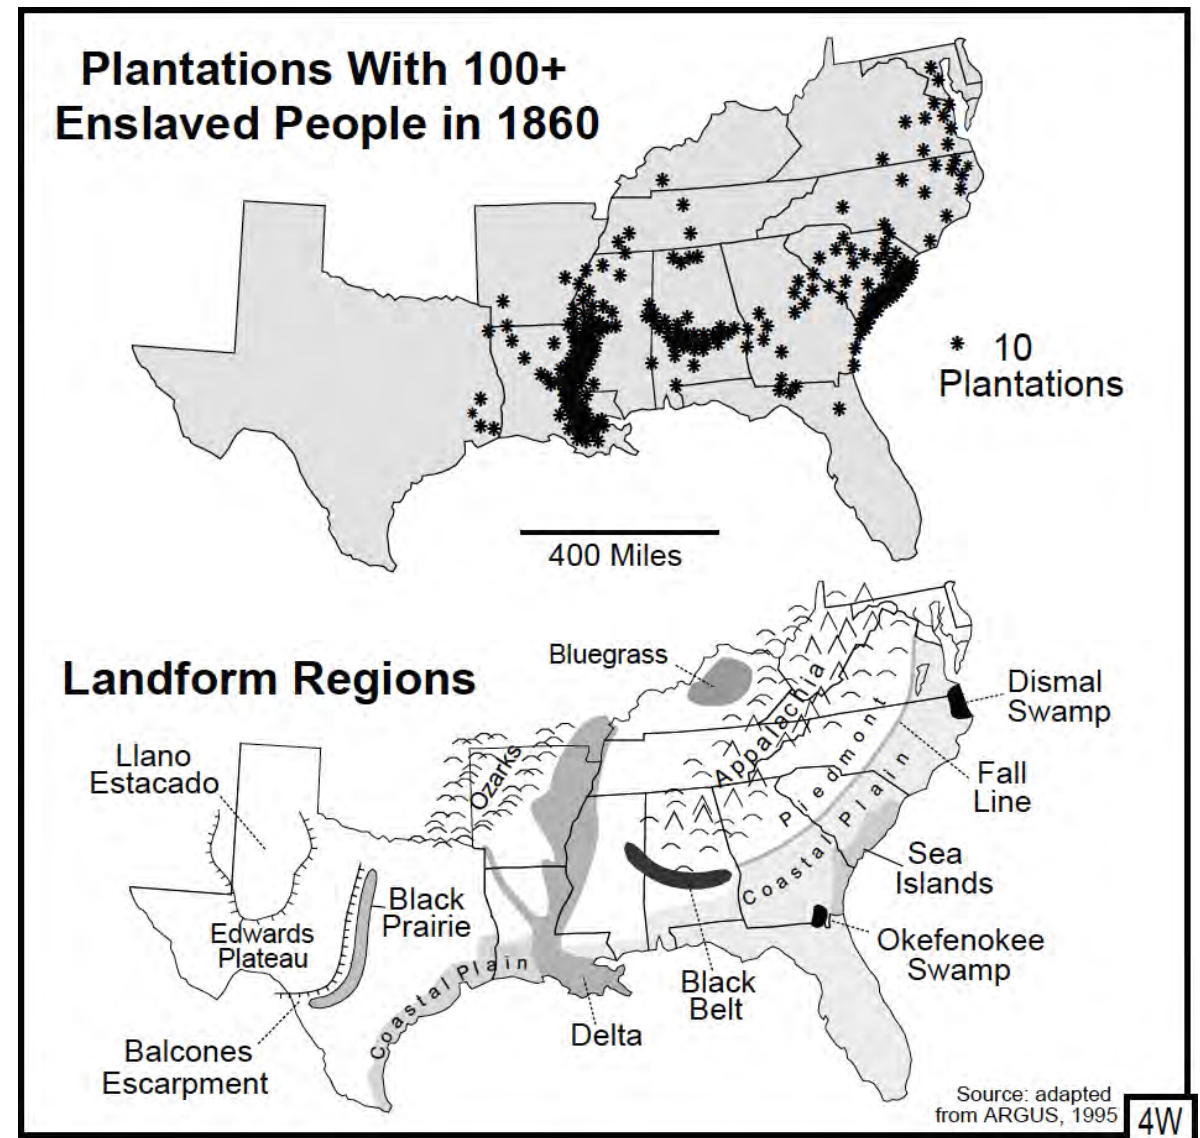 Plantations With 100+
Enslaved People in 1860
* 10
Plantations
400 Miles
Landform Regions
Bluegrass
Appalachia
Piedmont
Dismal
Swamp
Llano
Estacado
Ozarks
Fall
Line
Coastal Plain
Sea
Islands
Black
Prairie
Edwards
Plateau
Okefenokee
Swamp
Coastal Plain
Black
Belt
Delta
Balcones
Escarpment
Source: adapted
from ARGUS, 1995
4W